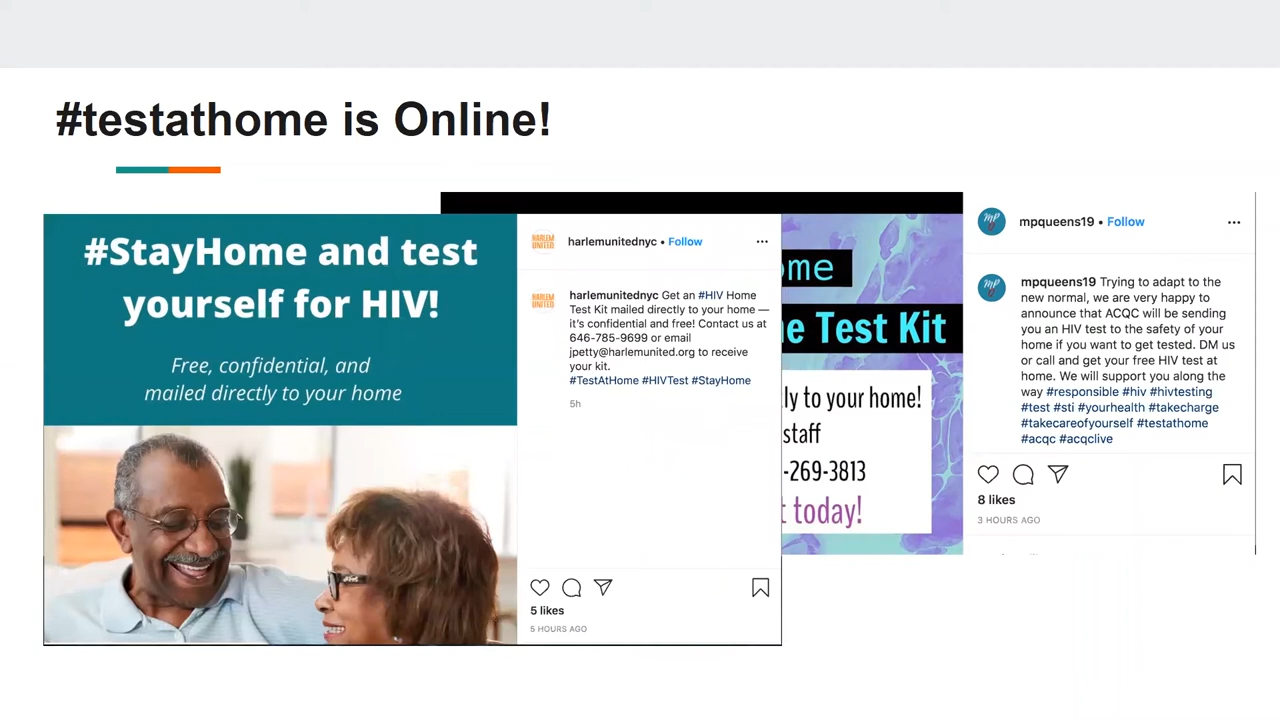 #testathome is Online!
#StayHome and test
yourself for HIV!
Free, confidential, and
mailed directly to your home
HARLEM
UNITED
harlemunitednyc • Follow
HARLEM
UNITED
harlemunitednyc Get an #HIV Home
Test Kit mailed directly to your home —
it's confidential and free! Contact us at
646-785-9699 or email
jpetty@harlemunited.org to receive
your kit.
#TestAtHome #HIVTest #StayHome
5h
5 likes
5 HOURS AGO
ome
e Test Kit
ly to your home!
staff
-269-3813
t today!
mp
mpqueens19 • Follow
mp
mpqueens19 Trying to adapt to the
new normal, we are very happy to
announce that ACQC will be sending
you an HIV test to the safety of your
home if you want to get tested. DM us
or call and get your free HIV test at
home. We will support you along the
way #responsible #hiv #hivtesting
#test #sti #yourhealth #takecharge
#takecareofyourself #testathome
#acqc #acqclive
8 likes
3 HOURS AGO